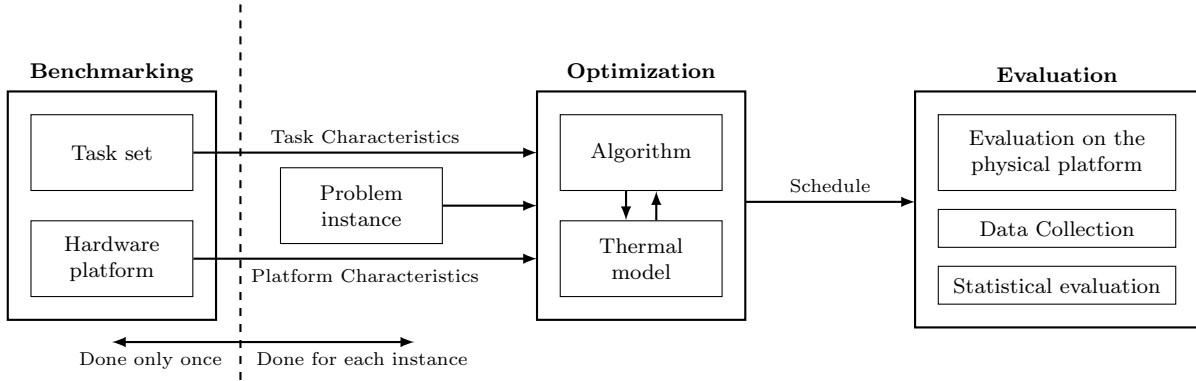 Benchmarking
Task set
Hardware
platform
Task Characteristics
Problem
instance
Platform Characteristics
Done only once
Done for each instance
Optimization
Algorithm
Thermal
model
Schedule
Evaluation
Evaluation on the
physical platform
Data Collection
Statistical evaluation